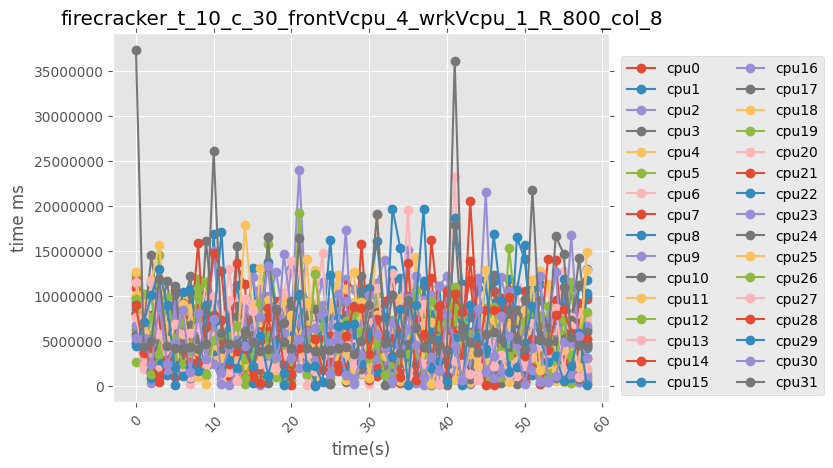 firecracker_t_10_c_30_frontVcpu_4_wrkVcpu_1_R_800_col_8
time ms
35000000
30000000
25000000
20000000
15000000
10000000
5000000
0
0
10
20
30
40
50
60
time(s)
cpu0
cpu1
cpu2
cpu3
cpu4
cpu5
cpu6
cpu7
cpu8
cpu9
cpu10
cpu11
cpu12
cpu13
cpu14
cpu15
cpu16
cpu17
cpu18
cpu19
cpu20
cpu21
cpu22
cpu23
cpu24
cpu25
cpu26
cpu27
cpu28
cpu29
cpu30
cpu31